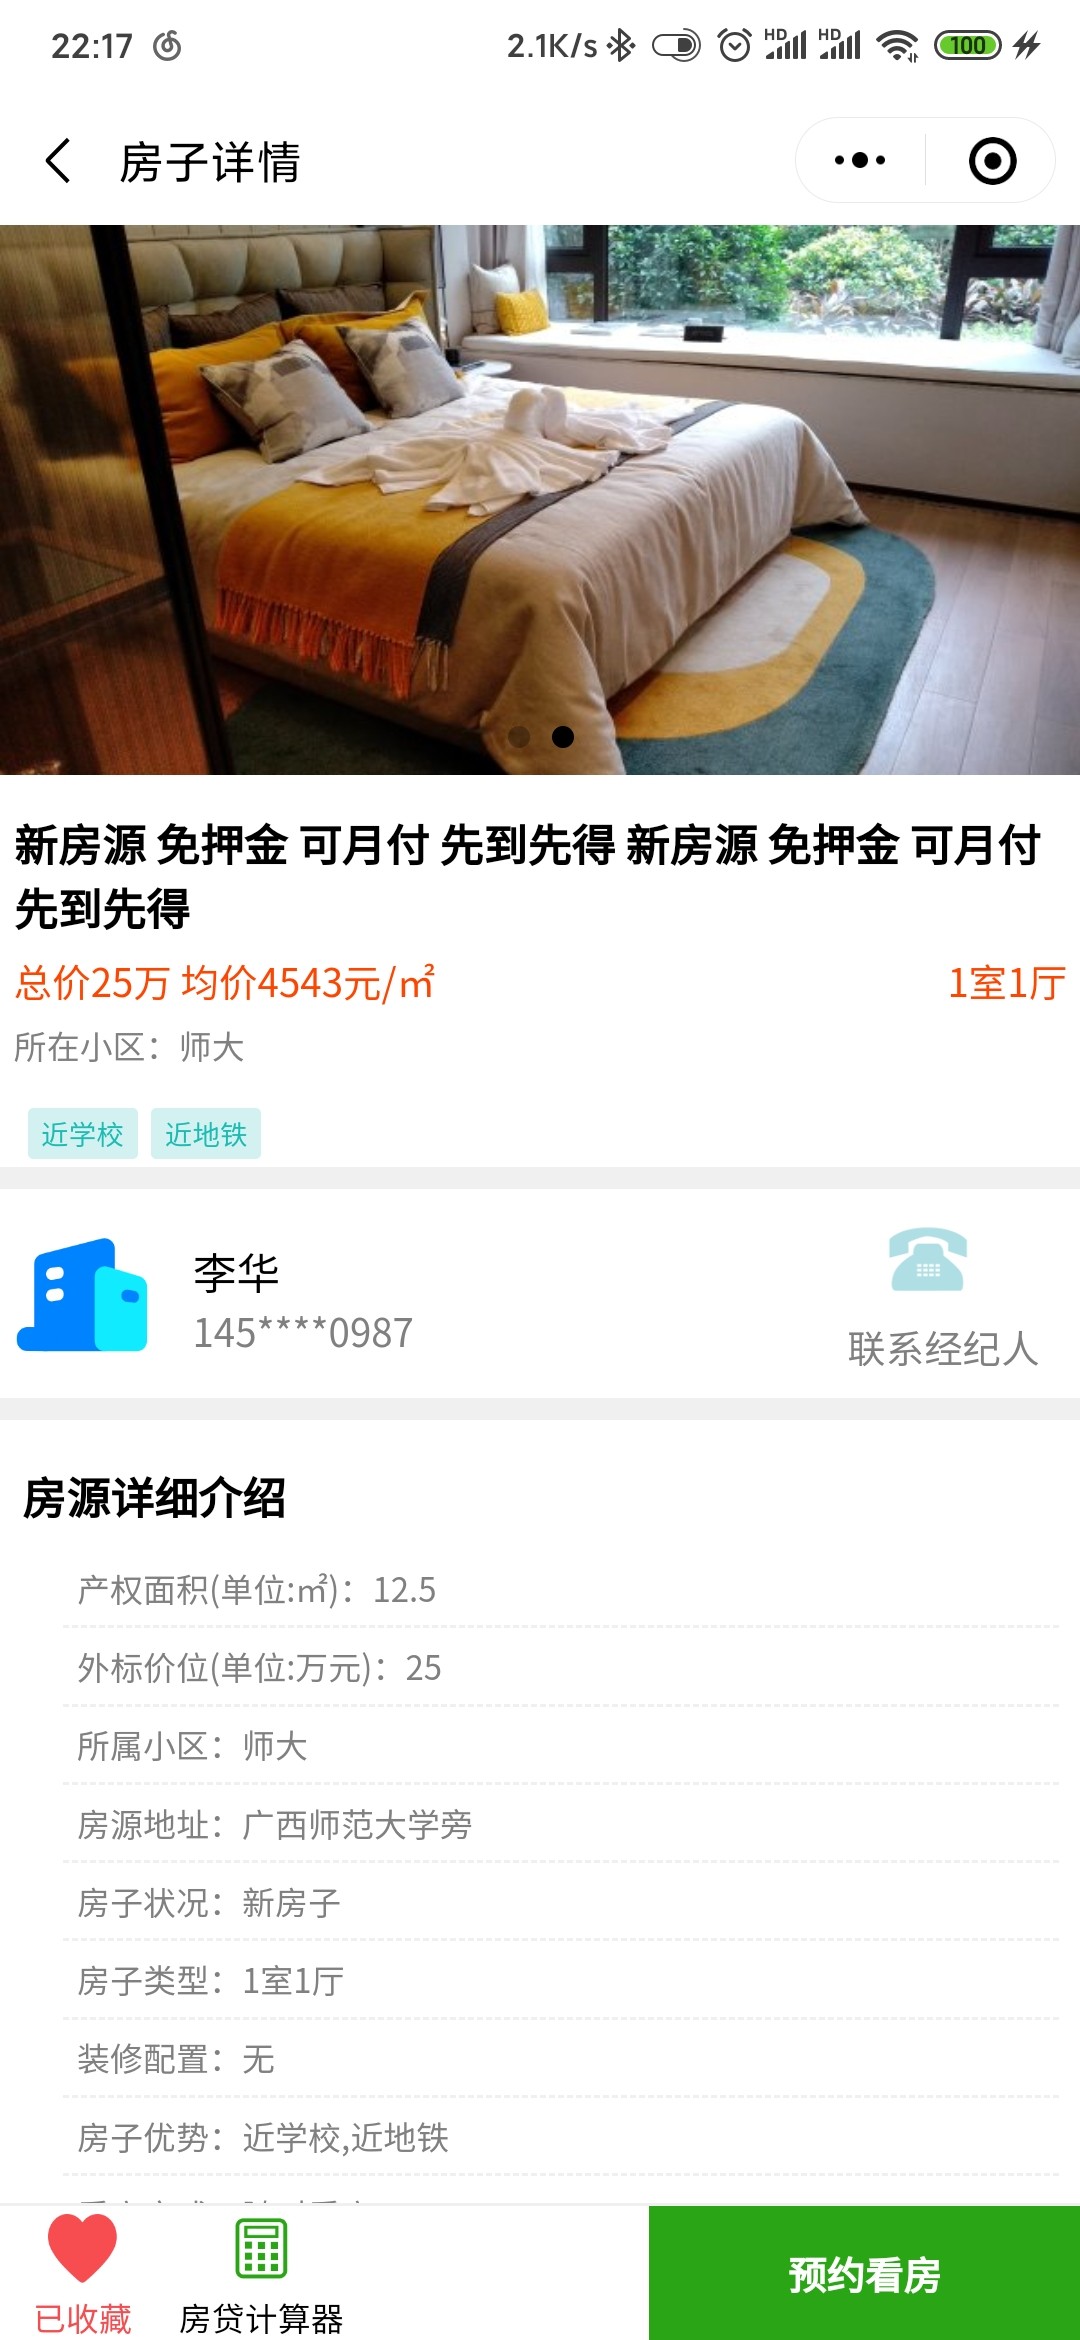 22:17
2.1K/s
HD
HD
100
房子详情
新房源 免押金 可月付 先到先得 新房源 免押金 可月付
先到先得
总价25万 均价4543元/㎡
1室1厅
所在小区：师大
近学校
近地铁
李华
145****0987
联系经纪人
房源详细介绍
产权面积(单位:㎡)：12.5
外标价位(单位:万元)：25
所属小区：师大
房源地址：广西师范大学旁
房子状况：新房子
房子类型：1室1厅
装修配置：无
房子优势：近学校,近地铁
已收藏
房贷计算器
预约看房